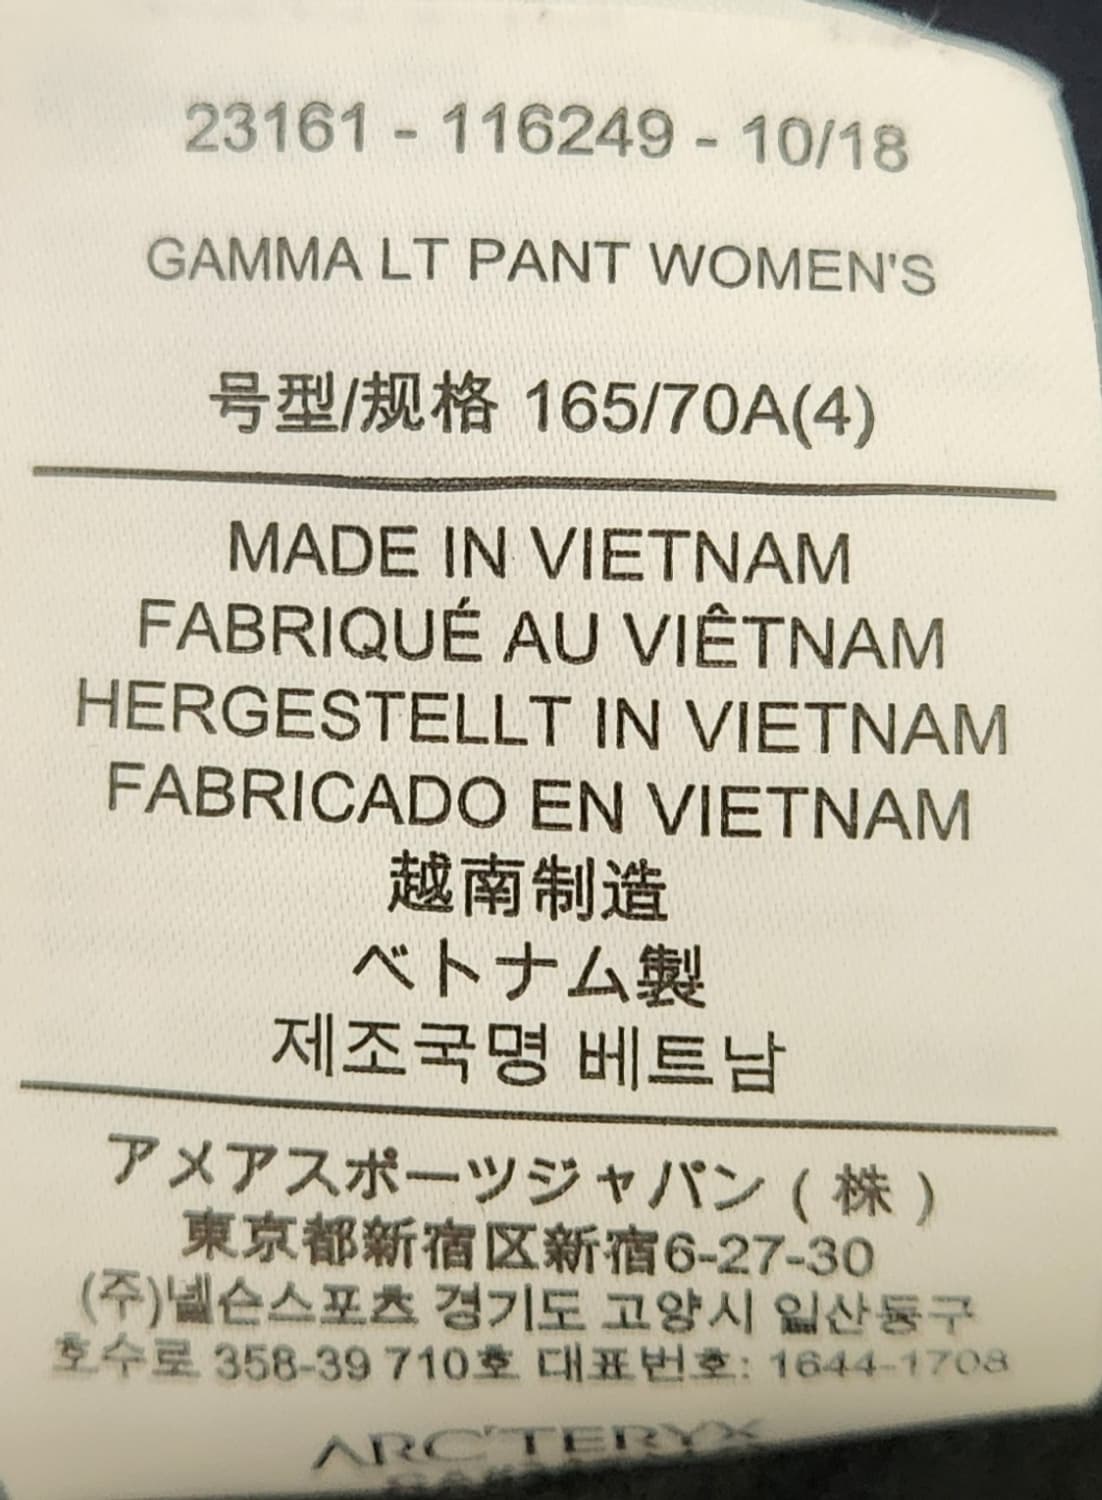 23161 - 116249 - 10/18
GAMMA LT PANT WOMEN'S
号型/规格 165/70A(4)
MADE IN VIETNAM
FABRIQUÉ AU VIÊTNAM
HERGESTELLT IN VIETNAM
FABRICADO EN VIETNAM
越南制造
ベトナム製
제조국명 베트남
アメアスポーツジャパン ( 株 )
東京都新宿区新宿6-27-30
(주)넬슨스포츠 경기도 고양시 일산동구
호수로 358-39 710호 대표번호: 1644-1708
ARC'TERYX